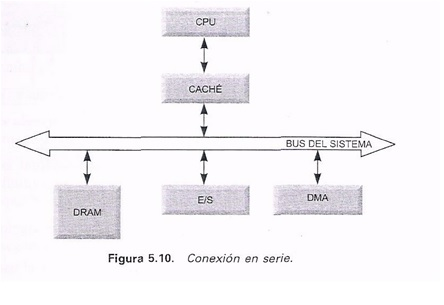 CPU
CACHÉ
BUS DEL SISTEMA
DRAM
E/S
DMA
Figura 5.10. Conexión en serie.